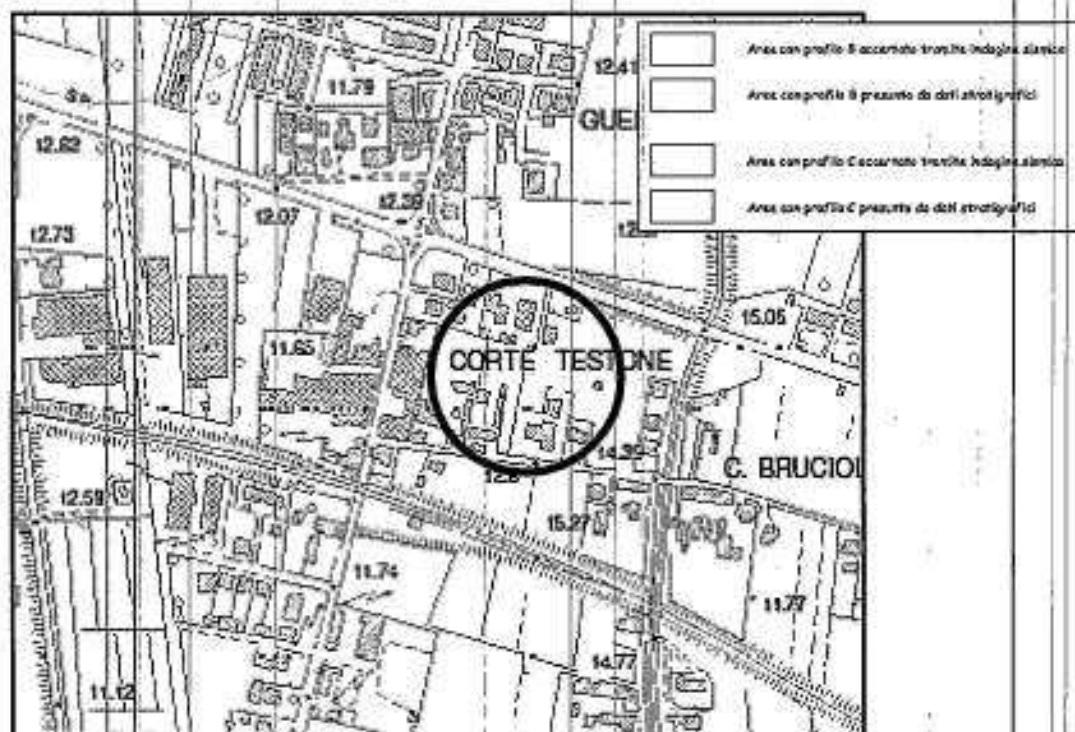 Area con profilo B accertato tramite indagine sismica
Area con profilo B presunto da dati stratigrafici
Area con profilo C accertato tramite indagine sismica
Area con profilo C presunto da dati stratigrafici
11.79
12.41
GUE
12.62
12.39
12.07
12.73
15.05
11.65
CORTE TESTONE
14.39
C. BRUCIOL
12.59
15.27
11.74
11.77
14.77
11.12